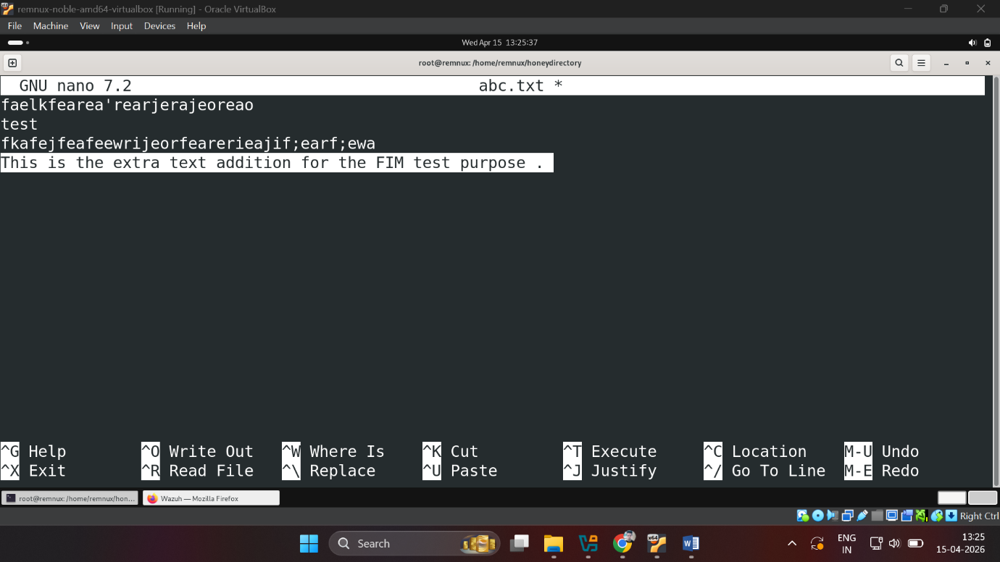 remnux-noble-amd64-virtualbox [Running] - Oracle VirtualBox
File Machine View Input Devices Help
Wed Apr 15 13:25:37
root@remnux: /home/remnux/honeydirectory
GNU nano 7.2 abc.txt *
faelkfearea'rearjerajeoreao
test
fkafejfeafeewrijeorfearerieajif;earf;ewa
This is the extra text addition for the FIM test purpose .
^G Help ^O Write Out ^W Where Is ^K Cut ^T Execute ^C Location M-U Undo
^X Exit ^R Read File ^\ Replace ^U Paste ^J Justify ^/ Go To Line M-E Redo
root@remnux: /home/remnux/hon... Wazuh — Mozilla Firefox
Right Ctrl
Search
x64
W
ENG
IN
13:25
15-04-2026